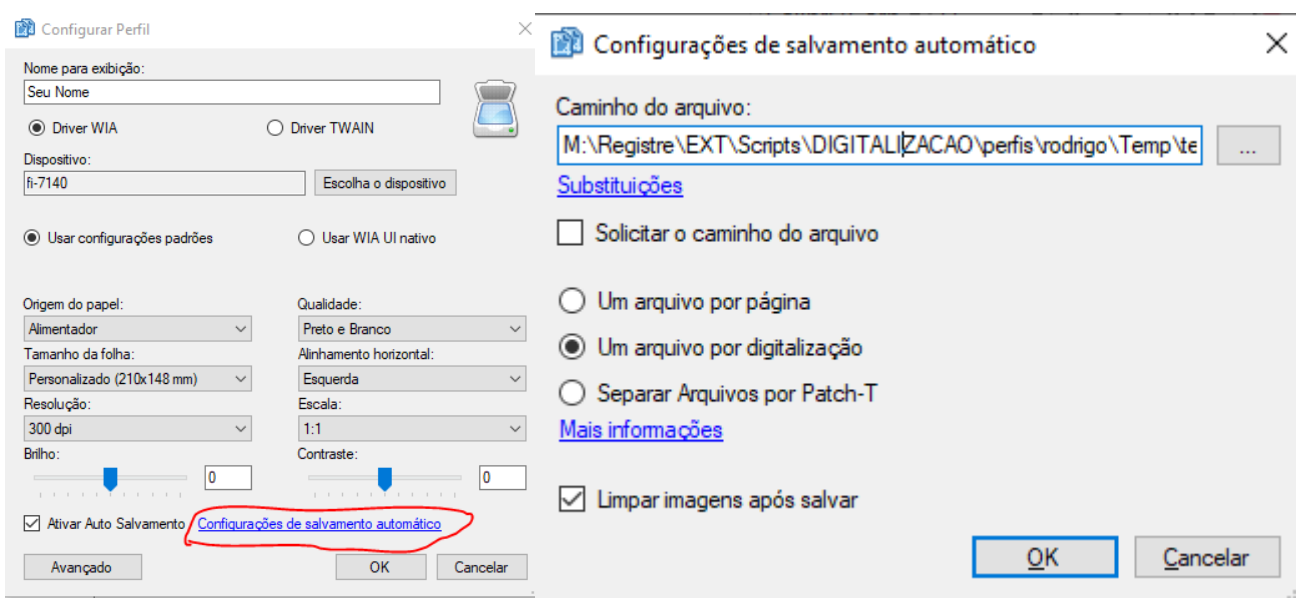 Configurar Perfil
Nome para exibição:
Seu Nome
Driver WIA Driver TWAIN
Dispositivo:
fi-7140 Escolha o dispositivo
Usar configurações padrões Usar WIA UI nativo
Origem do papel: Qualidade:
Alimentador Preto e Branco
Tamanho da folha: Alinhamento horizontal:
Personalizado (210x148 mm) Esquerda
Resolução: Escala:
300 dpi 1:1
Brilho: Contraste:
0 0
Ativar Auto Salvamento Configurações de salvamento automático
Avançado OK Cancelar
Configurações de salvamento automático
Caminho do arquivo:
M:\Registre\EXT\Scripts\DIGITALIZACAO\perfis\rodrigo\Temp\te ...
Substituições
Solicitar o caminho do arquivo
Um arquivo por página
Um arquivo por digitalização
Separar Arquivos por Patch-T
Mais informações
Limpar imagens após salvar
OK Cancelar